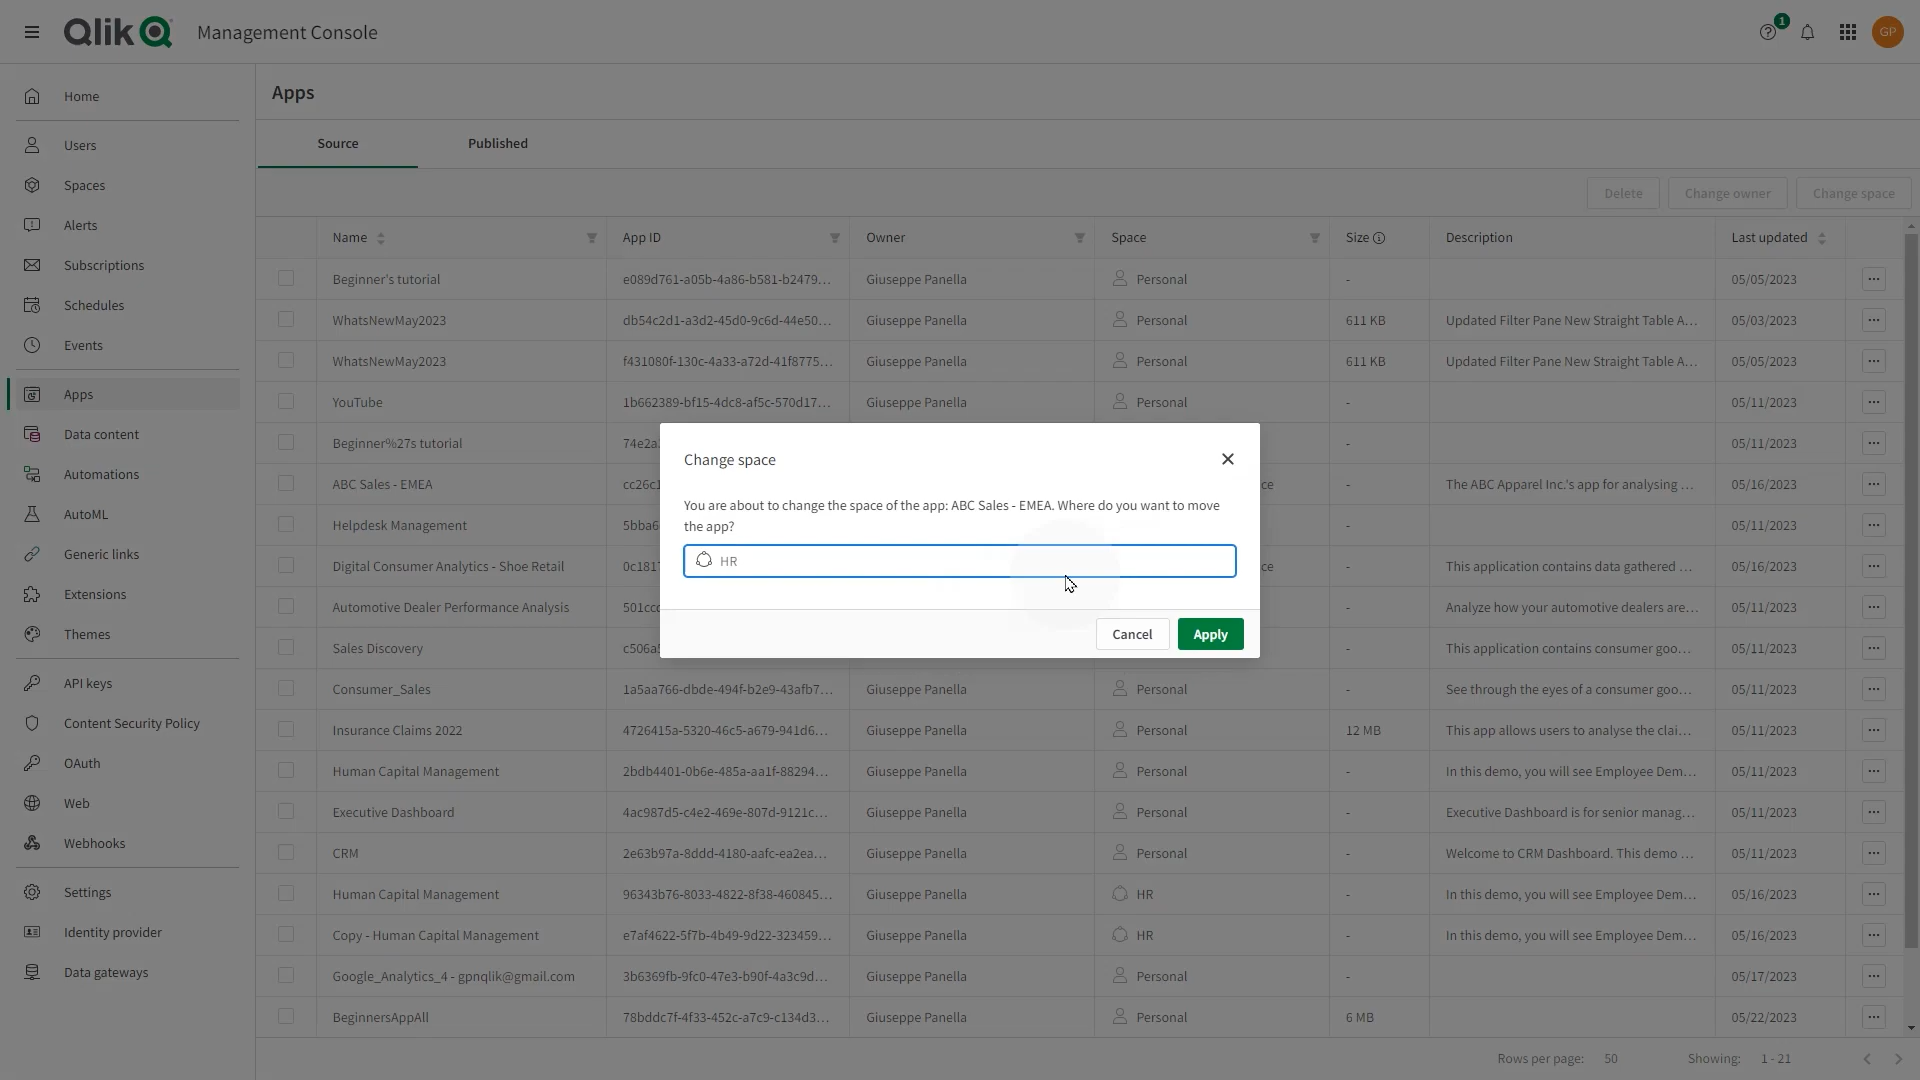 Qlik
Management Console
1
GP
Home
Users
Spaces
Alerts
Subscriptions
Schedules
Events
Apps
Data content
Automations
AutoML
Generic links
Extensions
Themes
API keys
Content Security Policy
OAuth
Web
Webhooks
Settings
Identity provider
Data gateways
Apps
Source Published
Delete Change owner Change space
Name App ID Owner Space Size Description Last updated
Beginner's tutorial e089d761-a05b-4a86-b581-b2479... Giuseppe Panella Personal - 05/05/2023 ...
WhatsNewMay2023 db54c2d1-a3d2-45d0-9c6d-44e50... Giuseppe Panella Personal 611 KB Updated Filter Pane New Straight Table A... 05/03/2023 ...
WhatsNewMay2023 f431080f-130c-4a33-a72d-41f8775... Giuseppe Panella Personal 611 KB Updated Filter Pane New Straight Table A... 05/05/2023 ...
YouTube 1b662389-bf15-4dc8-af5c-570d17... Giuseppe Panella Personal - 05/11/2023 ...
Beginner%27s tutorial 74e2a - 05/11/2023 ...
ABC Sales - EMEA cc26c1 ce - The ABC Apparel Inc.'s app for analysing ... 05/16/2023 ...
Helpdesk Management 5bba6 - 05/11/2023 ...
Digital Consumer Analytics - Shoe Retail 0c181 ce - This application contains data gathered ... 05/16/2023 ...
Automotive Dealer Performance Analysis 501ccc - Analyze how your automotive dealers are... 05/11/2023 ...
Sales Discovery c506a - This application contains consumer goo... 05/11/2023 ...
Consumer_Sales 1a5aa766-dbde-494f-b2e9-43afb7... Giuseppe Panella Personal - See through the eyes of a consumer goo... 05/11/2023 ...
Insurance Claims 2022 4726415a-5320-46c5-a679-941d6... Giuseppe Panella Personal 12 MB This app allows users to analyse the clai... 05/11/2023 ...
Human Capital Management 2bdb4401-0b6e-485a-aa1f-88294... Giuseppe Panella Personal - In this demo, you will see Employee Dem... 05/11/2023 ...
Executive Dashboard 4ac987d5-c4e2-469e-807d-9121c... Giuseppe Panella Personal - Executive Dashboard is for senior manag... 05/11/2023 ...
CRM 2e63b97a-8ddd-4180-aafc-ea2ea... Giuseppe Panella Personal - Welcome to CRM Dashboard. This demo ... 05/11/2023 ...
Human Capital Management 96343b76-8033-4822-8f38-460845... Giuseppe Panella HR - In this demo, you will see Employee Dem... 05/16/2023 ...
Copy - Human Capital Management e7af4622-5f7b-4b49-9d22-323459... Giuseppe Panella HR - In this demo, you will see Employee Dem... 05/16/2023 ...
Google_Analytics_4 - gpnqlik@gmail.com 3b6369fb-9fc0-47e3-b90f-4a3c9d... Giuseppe Panella Personal - 05/17/2023 ...
BeginnersAppAll 78bddc7f-4f33-452c-a7c9-c134d3... Giuseppe Panella Personal 6 MB 05/22/2023 ...
Rows per page: 50 Showing: 1 - 21
Change space
You are about to change the space of the app: ABC Sales - EMEA. Where do you want to move
the app?
HR
Cancel Apply